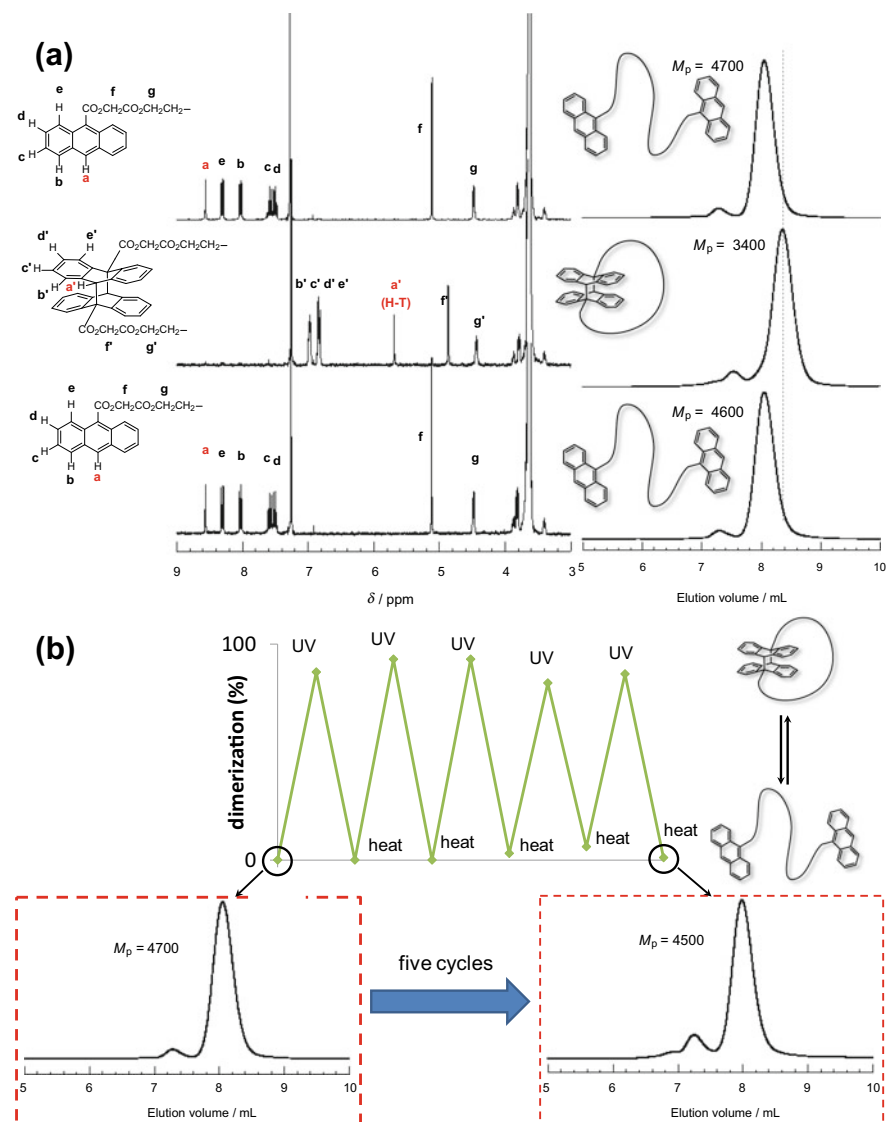 (a)
e f g
H CO₂CH₂CO₂CH₂CH₂–
d H
c H
H H
b a
a e b c d f g
Mp = 4700
d' e'
H H CO₂CH₂CO₂CH₂CH₂–
c' H
H a' H
b'
CO₂CH₂CO₂CH₂CH₂–
f' g'
b' c' d' e' a' f' g'
(H-T)
Mp = 3400
e f g
H CO₂CH₂CO₂CH₂CH₂–
d H
c H
H H
b a
a e b c d f g
Mp = 4600
9 8 7 6 5 4 3
δ / ppm
5 6 7 8 9 10
Elution volume / mL
(b)
100
dimerization (%)
0
UV UV UV UV UV
heat heat heat heat heat
Mp = 4700
5 6 7 8 9 10
Elution volume / mL
five cycles
Mp = 4500
5 6 7 8 9 10
Elution volume / mL